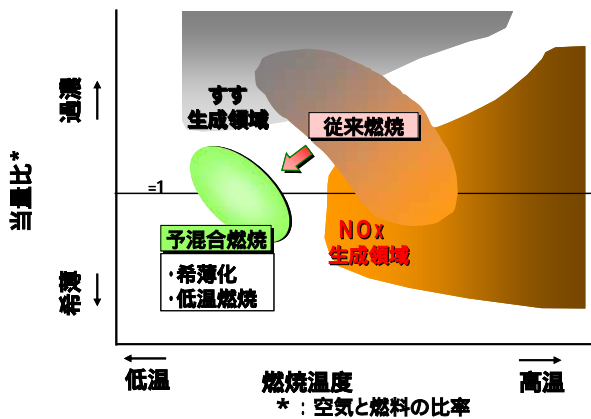 過濃
当量比*
希薄
すす
生成領域
従来燃焼
=1
予混合燃焼
・希薄化
・低温燃焼
NOx
生成領域
低温
燃焼温度
高温
* : 空気と燃料の比率